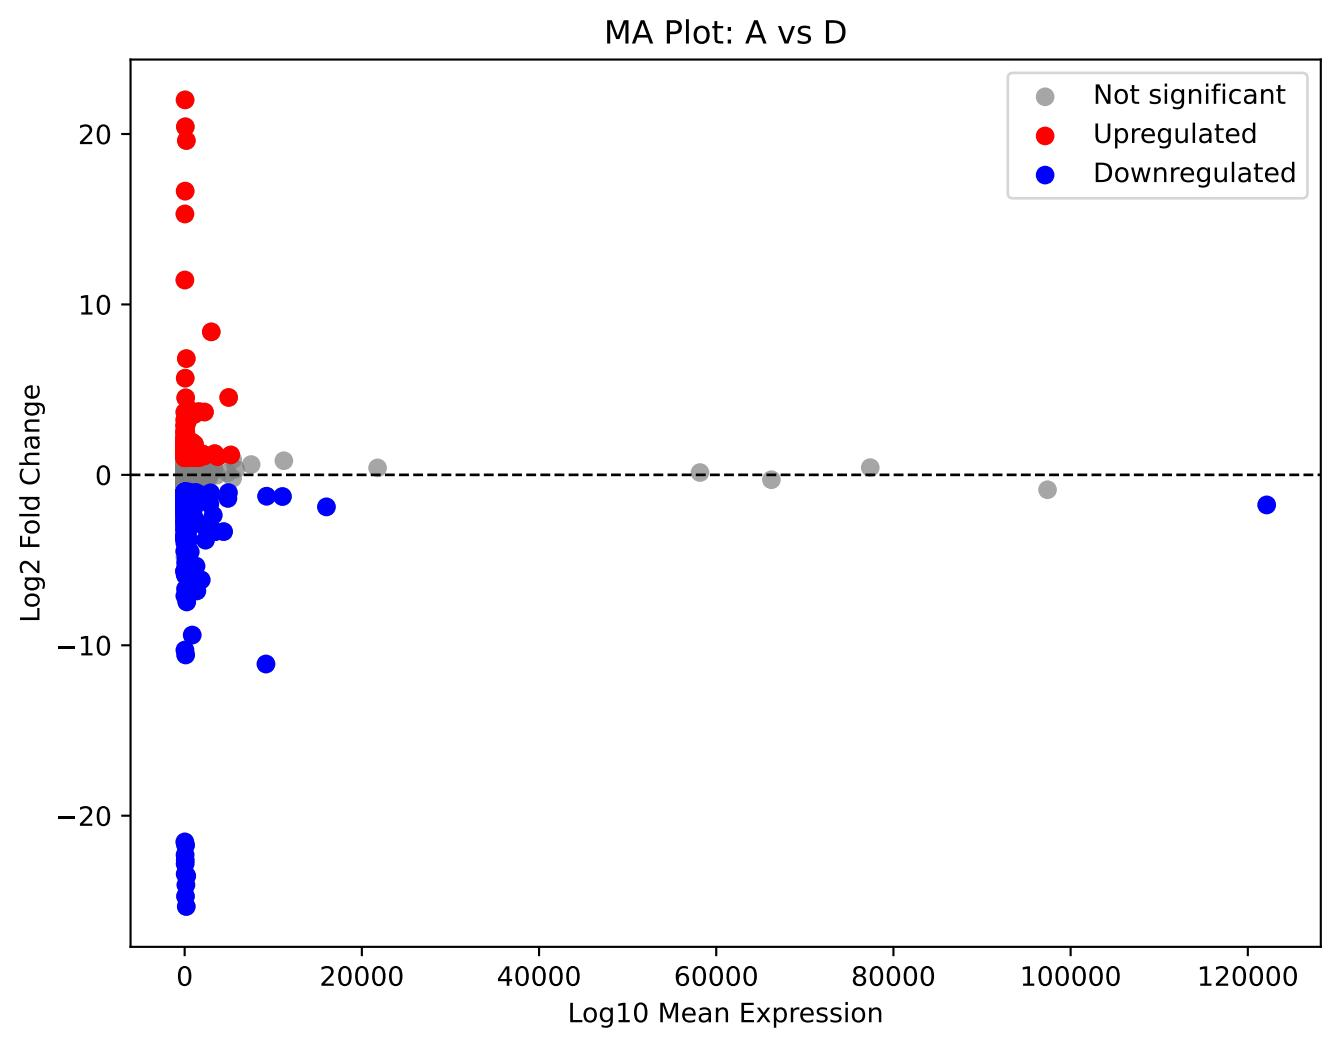 MA Plot: A vs D
Not significant
Upregulated
Downregulated
Log2 Fold Change
20
10
0
−10
−20
0
20000
40000
60000
80000
100000
120000
Log10 Mean Expression